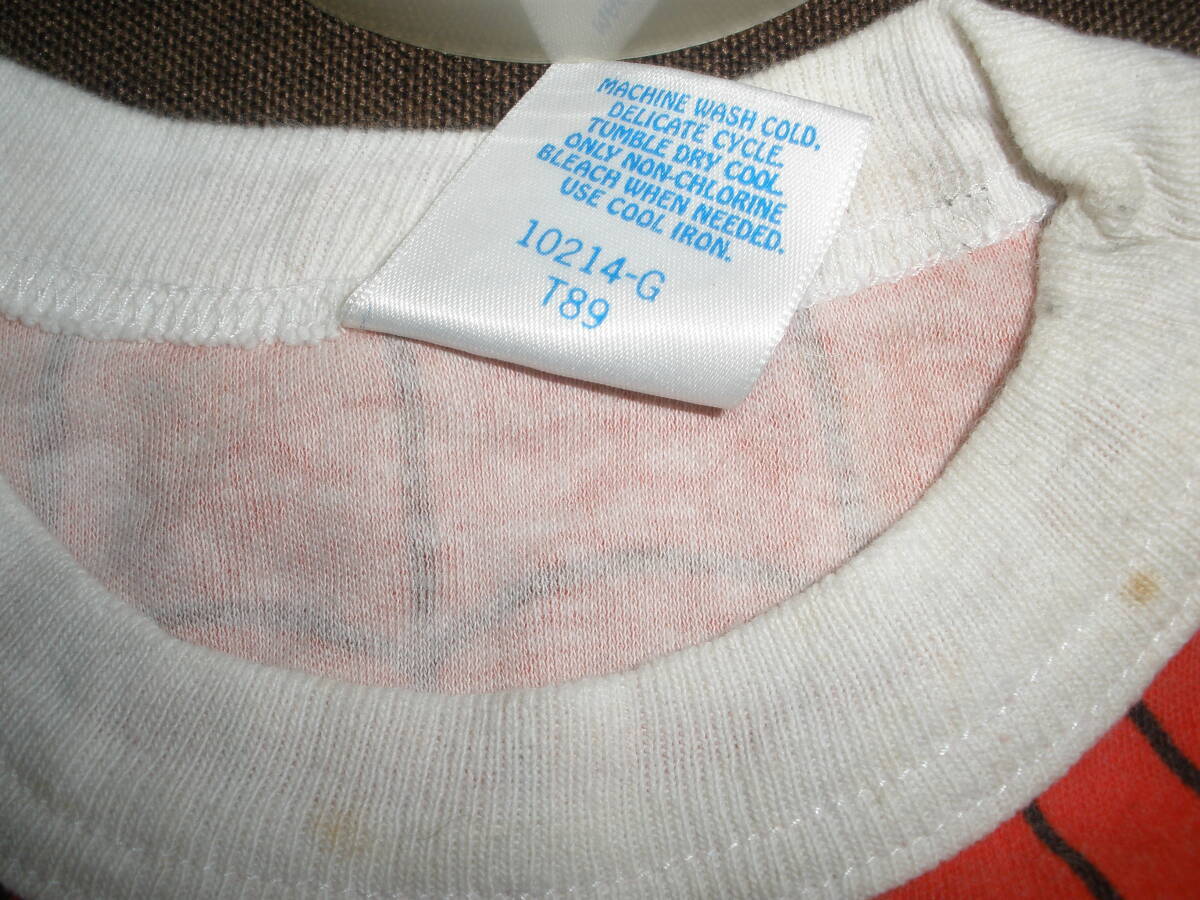 MACHINE WASH COLD,
DELICATE CYCLE.
TUMBLE DRY COOL
ONLY NON-CHLORINE
BLEACH WHEN NEEDED.
USE COOL IRON.
10214-G
T89